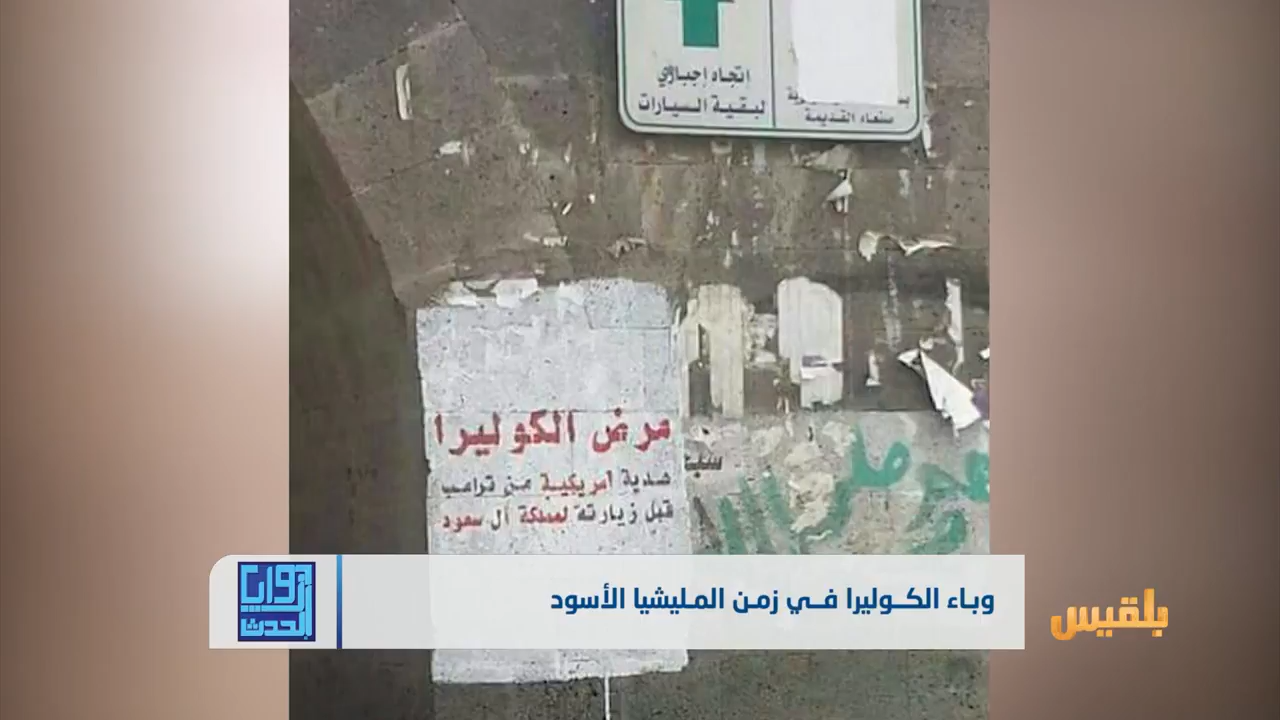 اتجاه إجباري
لبقية السيارات
صنعاء القديمة
مرض الكوليرا
هدية أمريكية من ترامب
قبل زيارته لمملكة آل سعود
وباء الكوليرا في زمن المليشيا الأسود
زوايا الحدث
بلقيس